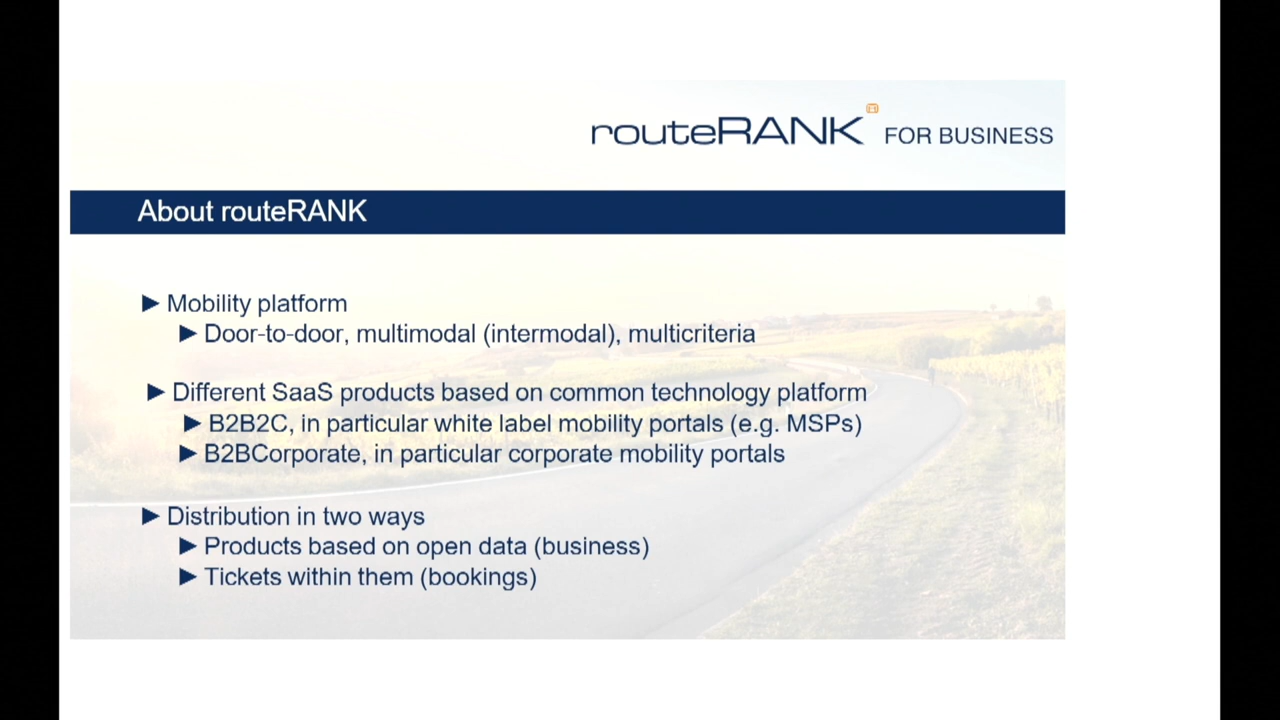 routeRANK FOR BUSINESS
About routeRANK
► Mobility platform
► Door-to-door, multimodal (intermodal), multicriteria
► Different SaaS products based on common technology platform
► B2B2C, in particular white label mobility portals (e.g. MSPs)
► B2BCorporate, in particular corporate mobility portals
► Distribution in two ways
► Products based on open data (business)
► Tickets within them (bookings)